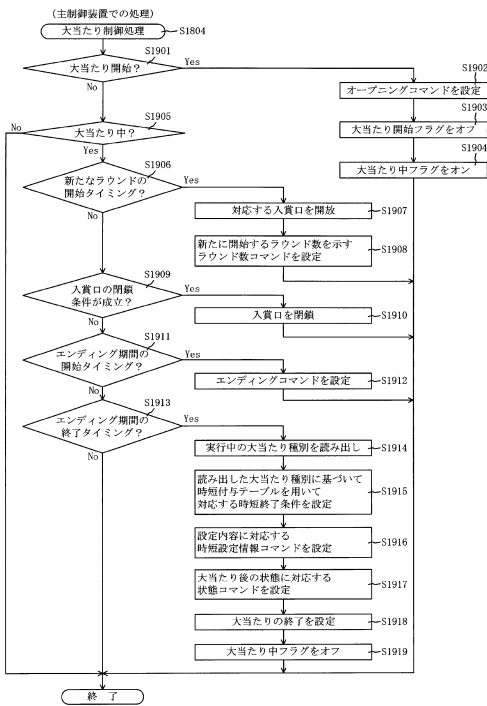 (主制御装置での処理)
大当たり制御処理
S1804
S1901
大当たり開始?
Yes
No
S1902
オープニングコマンドを設定
S1903
大当たり開始フラグをオフ
S1904
大当たり中フラグをオン
S1905
No
大当たり中?
Yes
S1906
新たなラウンドの
開始タイミング?
Yes
No
対応する入賞口を開放
S1907
新たに開始するラウンド数を示す
ラウンド数コマンドを設定
S1908
S1909
入賞口の閉鎖
条件が成立?
Yes
No
入賞口を閉鎖
S1910
S1911
エンディング期間の
開始タイミング?
Yes
No
エンディングコマンドを設定
S1912
S1913
エンディング期間の
終了タイミング?
Yes
No
実行中の大当たり種別を読み出し
S1914
読み出した大当たり種別に基づいて
時短付与テーブルを用いて
対応する時短終了条件を設定
S1915
設定内容に対応する
時短設定情報コマンドを設定
S1916
大当たり後の状態に対応する
状態コマンドを設定
S1917
大当たりの終了を設定
S1918
大当たり中フラグをオフ
S1919
終了